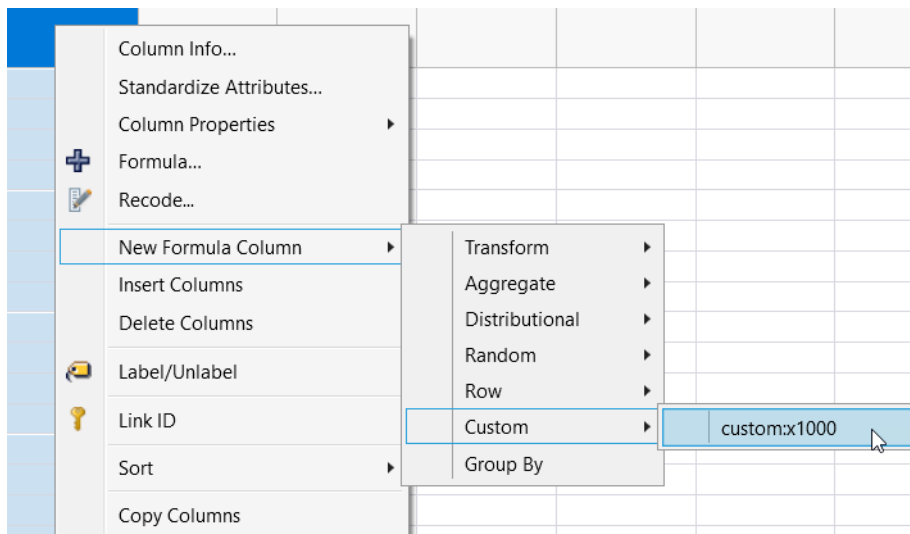 Column Info...
Standardize Attributes...
Column Properties
Formula...
Recode...
New Formula Column
Insert Columns
Delete Columns
Label/Unlabel
Link ID
Sort
Copy Columns
Transform
Aggregate
Distributional
Random
Row
Custom
Group By
custom:x1000